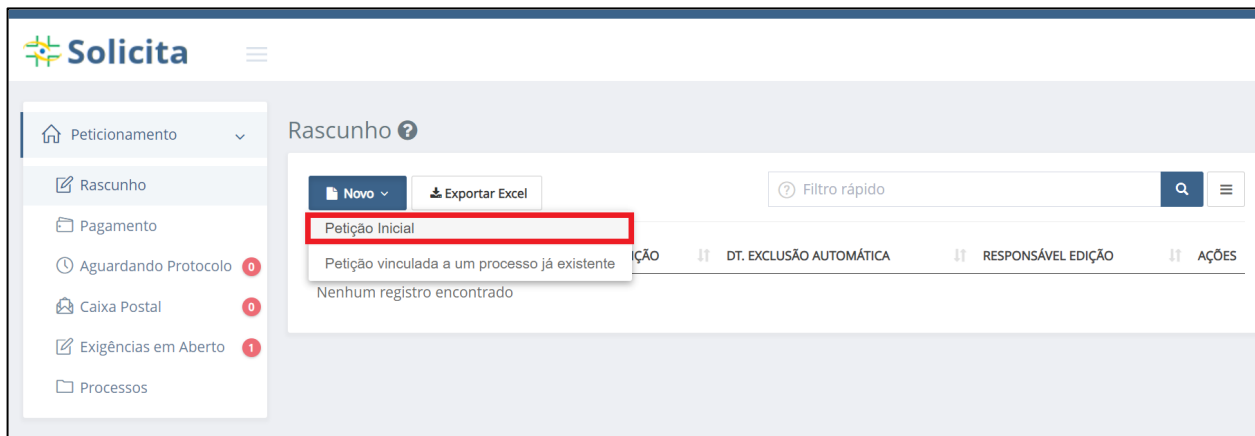 Solicita
Peticionamento
Rascunho
Pagamento
Aguardando Protocolo 0
Caixa Postal 0
Exigências em Aberto 1
Processos
Rascunho
Novo
Exportar Excel
Filtro rápido
Petição Inicial
Petição vinculada a um processo já existente
IÇÃO DT. EXCLUSÃO AUTOMÁTICA RESPONSÁVEL EDIÇÃO AÇÕES
Nenhum registro encontrado